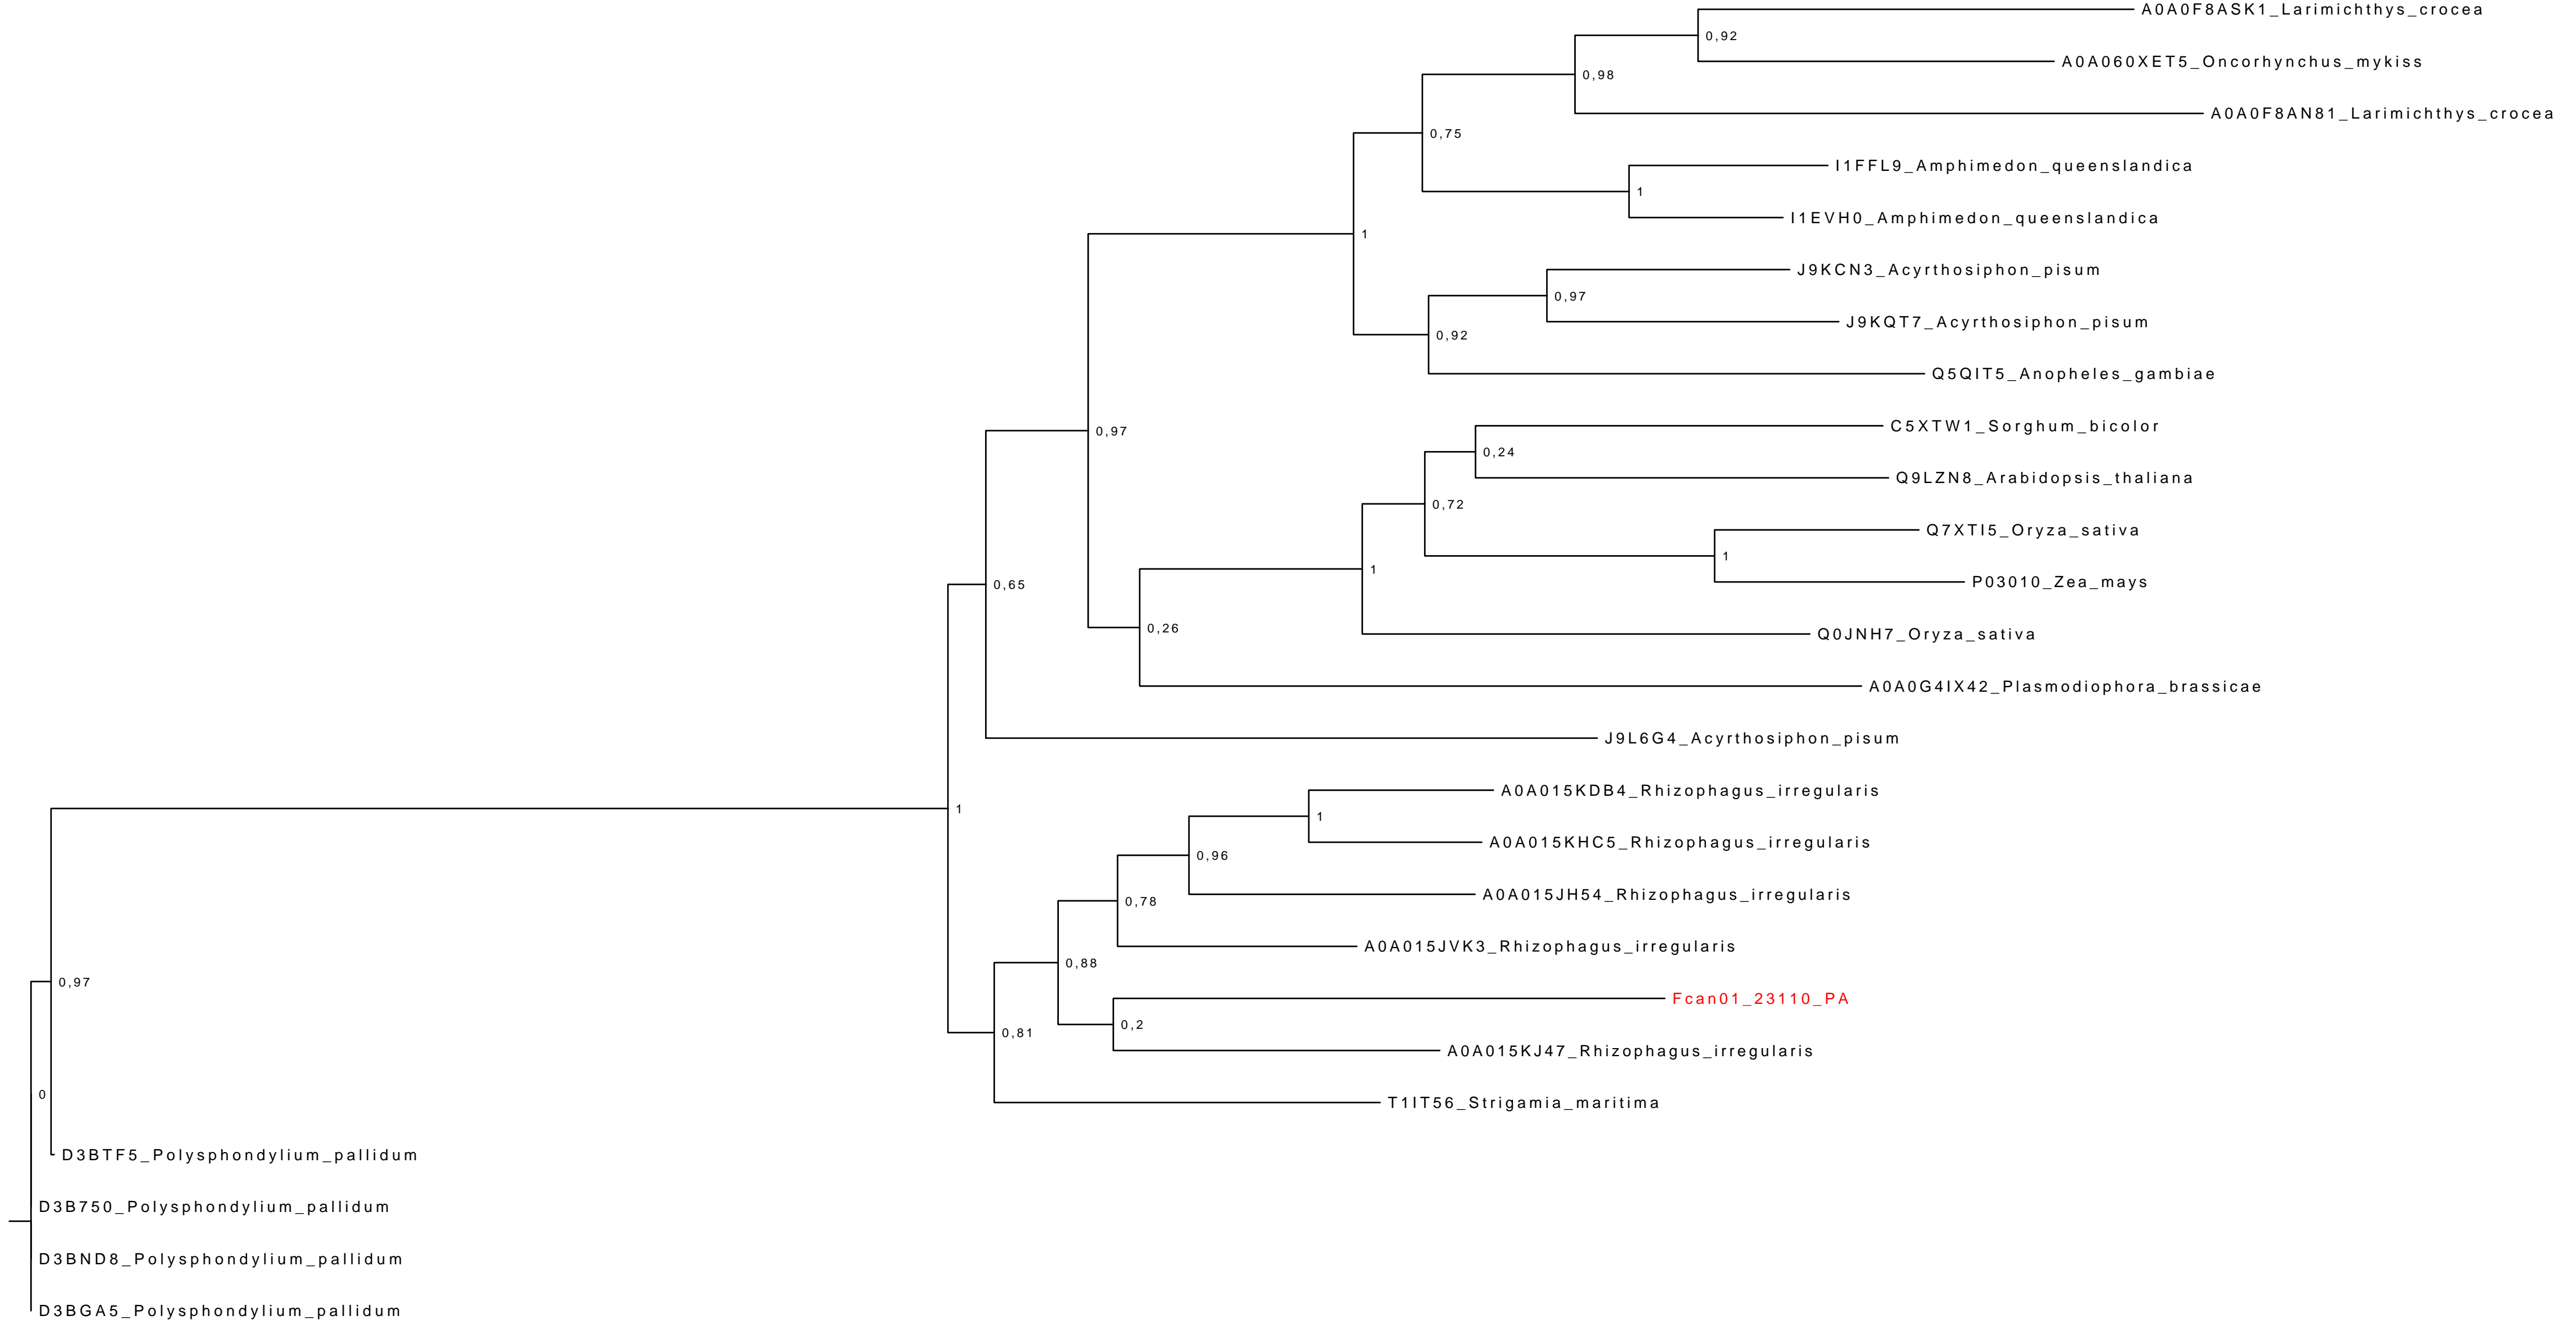 A0A0F8ASK1_Larimichthys_crocea
0,92
A0A060XET5_Oncorhynchus_mykiss
0,98
A0A0F8AN81_Larimichthys_crocea
0,75
I1FFL9_Amphimedon_queenslandica
1
I1EVH0_Amphimedon_queenslandica
1
J9KCN3_Acyrthosiphon_pisum
0,97
J9KQT7_Acyrthosiphon_pisum
0,92
Q5QIT5_Anopheles_gambiae
C5XTW1_Sorghum_bicolor
0,97
0,24
Q9LZN8_Arabidopsis_thaliana
0,72
Q7XTI5_Oryza_sativa
1
P03010_Zea_mays
1
0,65
0,26
Q0JNH7_Oryza_sativa
A0A0G4IX42_Plasmodiophora_brassicae
J9L6G4_Acyrthosiphon_pisum
A0A015KDB4_Rhizophagus_irregularis
1
1
A0A015KHC5_Rhizophagus_irregularis
0,96
A0A015JH54_Rhizophagus_irregularis
0,78
A0A015JVK3_Rhizophagus_irregularis
0,88
0,97
Fcan01_23110_PA
0,2
0,81
A0A015KJ47_Rhizophagus_irregularis
0
T1IT56_Strigamia_maritima
D3BTF5_Polysphondylium_pallidum
D3B750_Polysphondylium_pallidum
D3BND8_Polysphondylium_pallidum
D3BGA5_Polysphondylium_pallidum